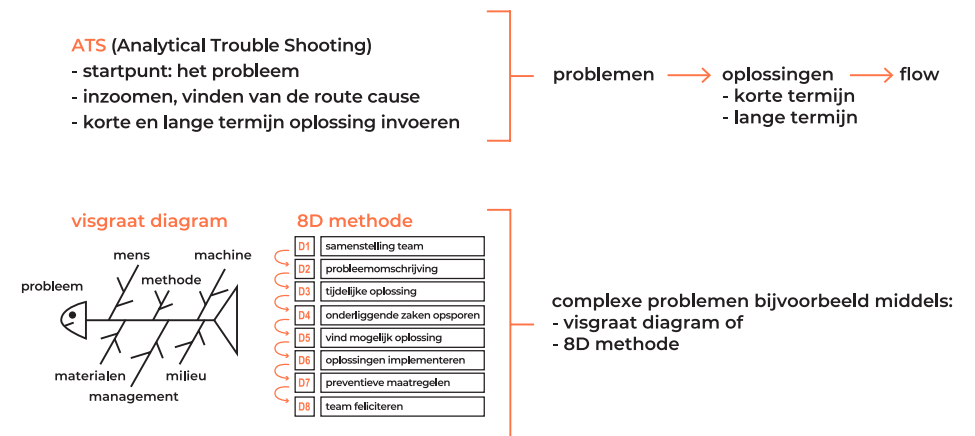 ATS (Analytical Trouble Shooting)
- startpunt: het probleem
- inzoomen, vinden van de route cause
- korte en lange termijn oplossing invoeren
problemen
oplossingen
- korte termijn
- lange termijn
flow
visgraat diagram
probleem
mens
methode
machine
materialen
management
milieu
8D methode
D1 samenstelling team
D2 probleemomschrijving
D3 tijdelijke oplossing
D4 onderliggende zaken opsporen
D5 vind mogelijk oplossing
D6 oplossingen implementeren
D7 preventieve maatregelen
D8 team feliciteren
complexe problemen bijvoorbeeld middels:
- visgraat diagram of
- 8D methode